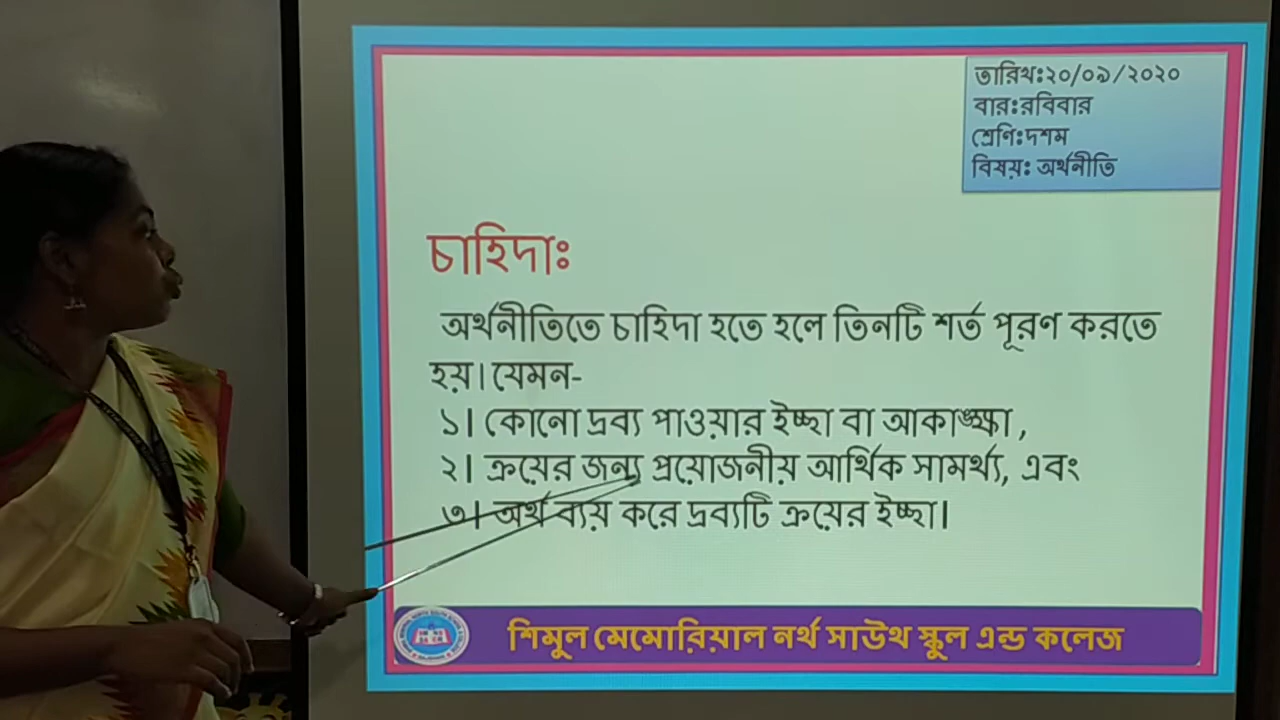 তারিখঃ২০/০৯/২০২০
বারঃরবিবার
শ্রেণিঃদশম
বিষয়ঃ অর্থনীতি
চাহিদাঃ
অর্থনীতিতে চাহিদা হতে হলে তিনটি শর্ত পূরণ করতে
হয়। যেমন-
১। কোনো দ্রব্য পাওয়ার ইচ্ছা বা আকাঙ্ক্ষা,
২। ক্রয়ের জন্য প্রয়োজনীয় আর্থিক সামর্থ্য, এবং
৩। অর্থ ব্যয় করে দ্রব্যটি ক্রয়ের ইচ্ছা।
শিমুল মেমোরিয়াল নর্থ সাউথ স্কুল এন্ড কলেজ